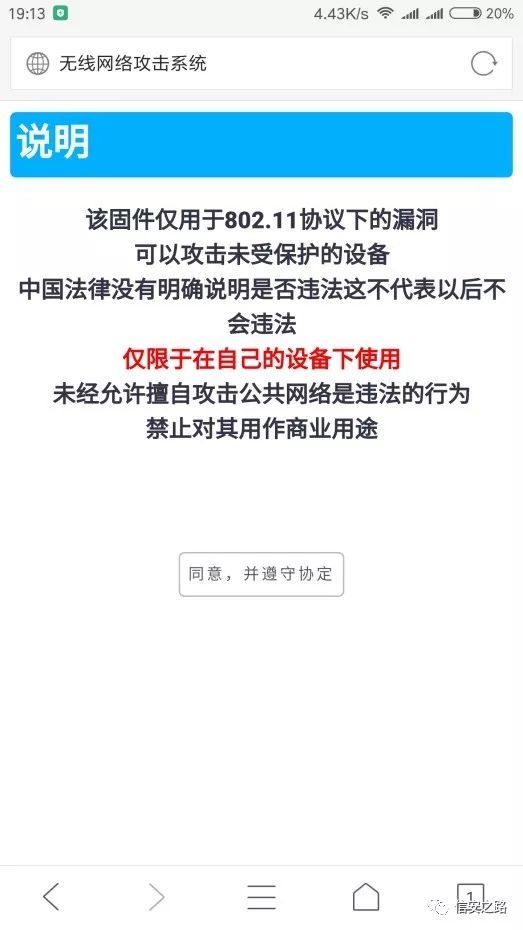 19:13 4.43K/s 20%
无线网络攻击系统
说明
该固件仅用于802.11协议下的漏洞
可以攻击未受保护的设备
中国法律没有明确说明是否违法这不代表以后不
会违法
仅限于在自己的设备下使用
未经允许擅自攻击公共网络是违法的行为
禁止对其用作商业用途
同意，并遵守协定
1
信安之路